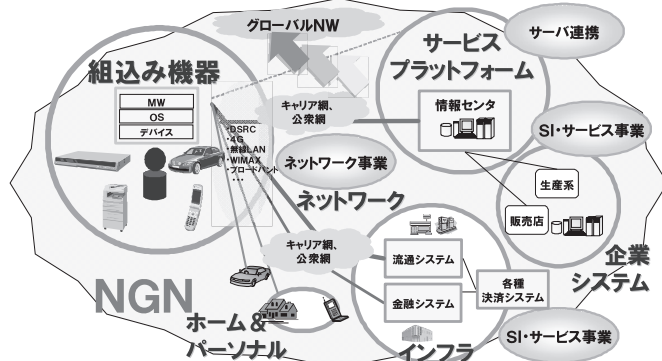 グローバルNW
サーバ連携
サービス
プラットフォーム
組込み機器
MW
OS
デバイス
キャリア網、
公衆網
情報センタ
・DSRC
・4G
・無線LAN
・WIMAX
・ブロードバンド
・・・
SI・サービス事業
ネットワーク事業
ネットワーク
生産系
販売店
キャリア網、
公衆網
流通システム
企業
システム
各種
決済システム
金融システム
NGN
ホーム&
パーソナル
インフラ
SI・サービス事業